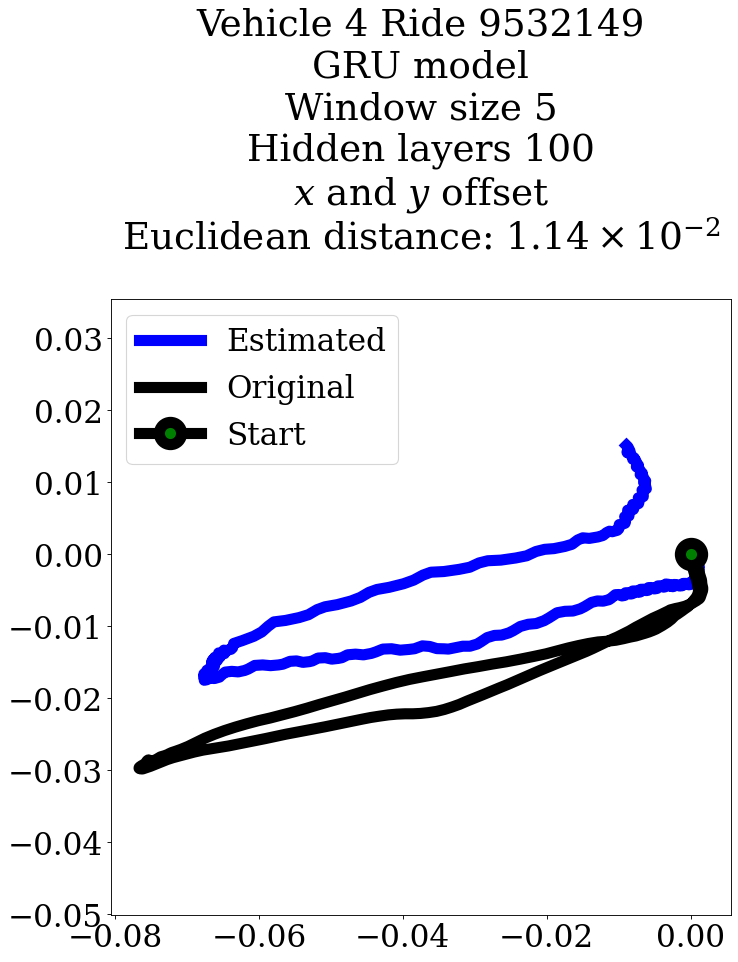 Vehicle 4 Ride 9532149
GRU model
Window size 5
Hidden layers 100
x and y offset
Euclidean distance: 1.14 × 10⁻²
Estimated
Original
Start
0.03
0.02
0.01
0.00
−0.01
−0.02
−0.03
−0.04
−0.05
−0.08 −0.06 −0.04 −0.02 0.00